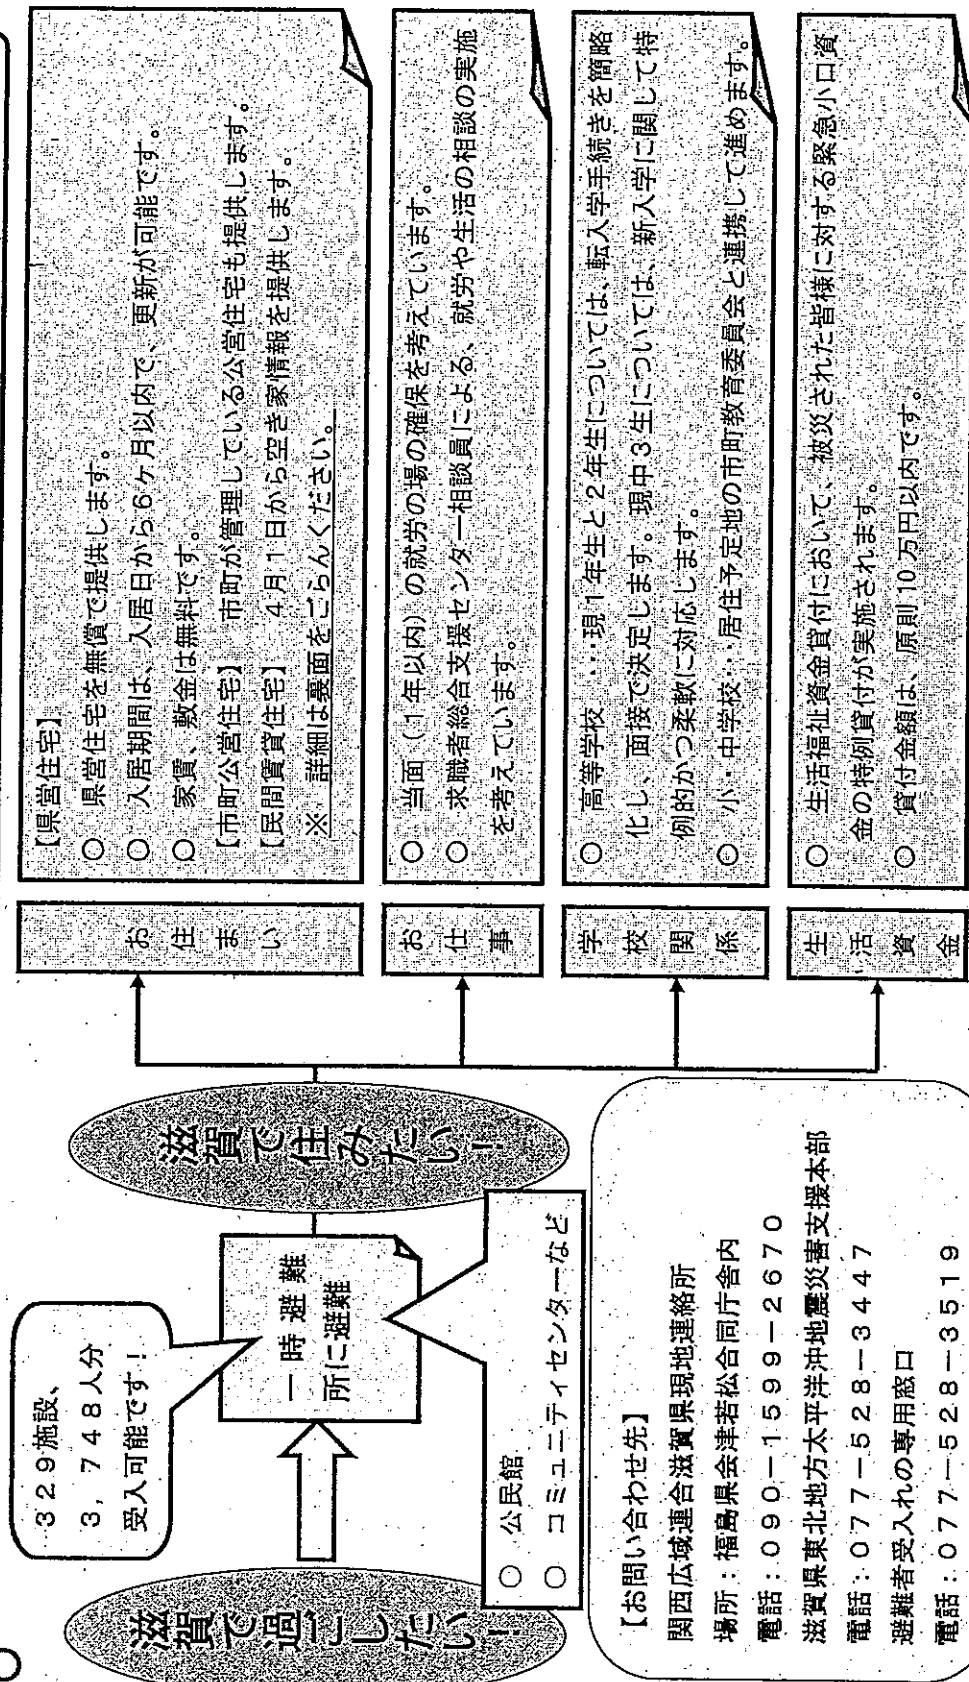 滋賀で過ごしたい！
329施設、
3,748人分
受入可能です！
一時避難
所に避難
○ 公民館
○ コミュニティセンターなど
滋賀で住みたい！
お住まい
【県営住宅】
○ 県営住宅を無償で提供します。
○ 入居期間は、入居日から6ヶ月以内で、更新が可能です。
○ 家賃、敷金は無料です。
【市町公営住宅】 市町が管理している公営住宅も提供します。
【民間賃貸住宅】 4月1日から空き家情報を提供します。
※ 詳細は裏面をごらんください。
お仕事
○ 当面（1年以内）の就労の場の確保を考えています。
○ 求職者総合支援センター相談員による、就労や生活の相談の実施
を考えています。
学校関係
○ 高等学校・・・現1年生と2年生については、転入学手続きを簡略
化し、面接で決定します。現中3生については、新入学に関して特
例的かつ柔軟に対応します。
○ 小・中学校・・・居住予定地の市町教育委員会と連携して進めます。
生活資金
○ 生活福祉資金貸付において、被災された皆様に対する緊急小口資
金の特例貸付が実施されます。
○ 貸付金額は、原則10万円以内です。
【お問い合わせ先】
関西広域連合滋賀県現地連絡所
場所：福島県会津若松合同庁舎内
電話：090－1599－2670
滋賀県東北地方太平洋沖地震災害支援本部
電話：077－528－3447
避難者受入れの専用窓口
電話：077－528－3519